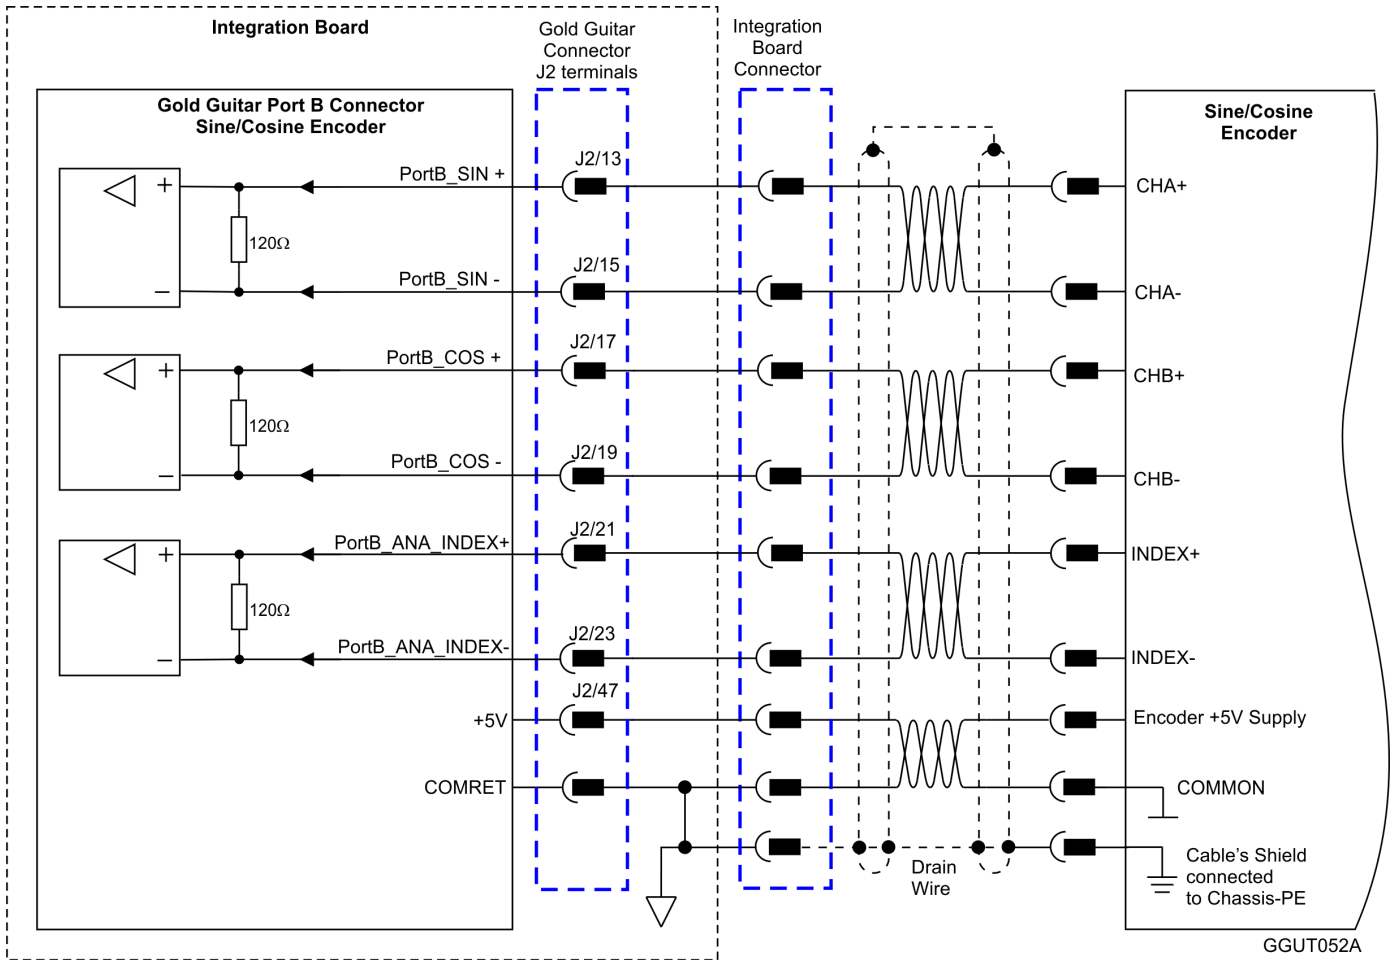 Integration Board
Gold Guitar
Connector
J2 terminals
Integration
Board
Connector
Gold Guitar Port B Connector
Sine/Cosine Encoder
Sine/Cosine
Encoder
PortB_SIN +
J2/13
+
CHA+
120Ω
PortB_SIN -
J2/15
−
CHA-
PortB_COS +
J2/17
+
CHB+
120Ω
PortB_COS -
J2/19
−
CHB-
PortB_ANA_INDEX+
J2/21
+
INDEX+
120Ω
PortB_ANA_INDEX-
J2/23
−
INDEX-
J2/47
+5V
Encoder +5V Supply
COMRET
COMMON
Drain
Wire
Cable's Shield
connected
to Chassis-PE
GGUT052A